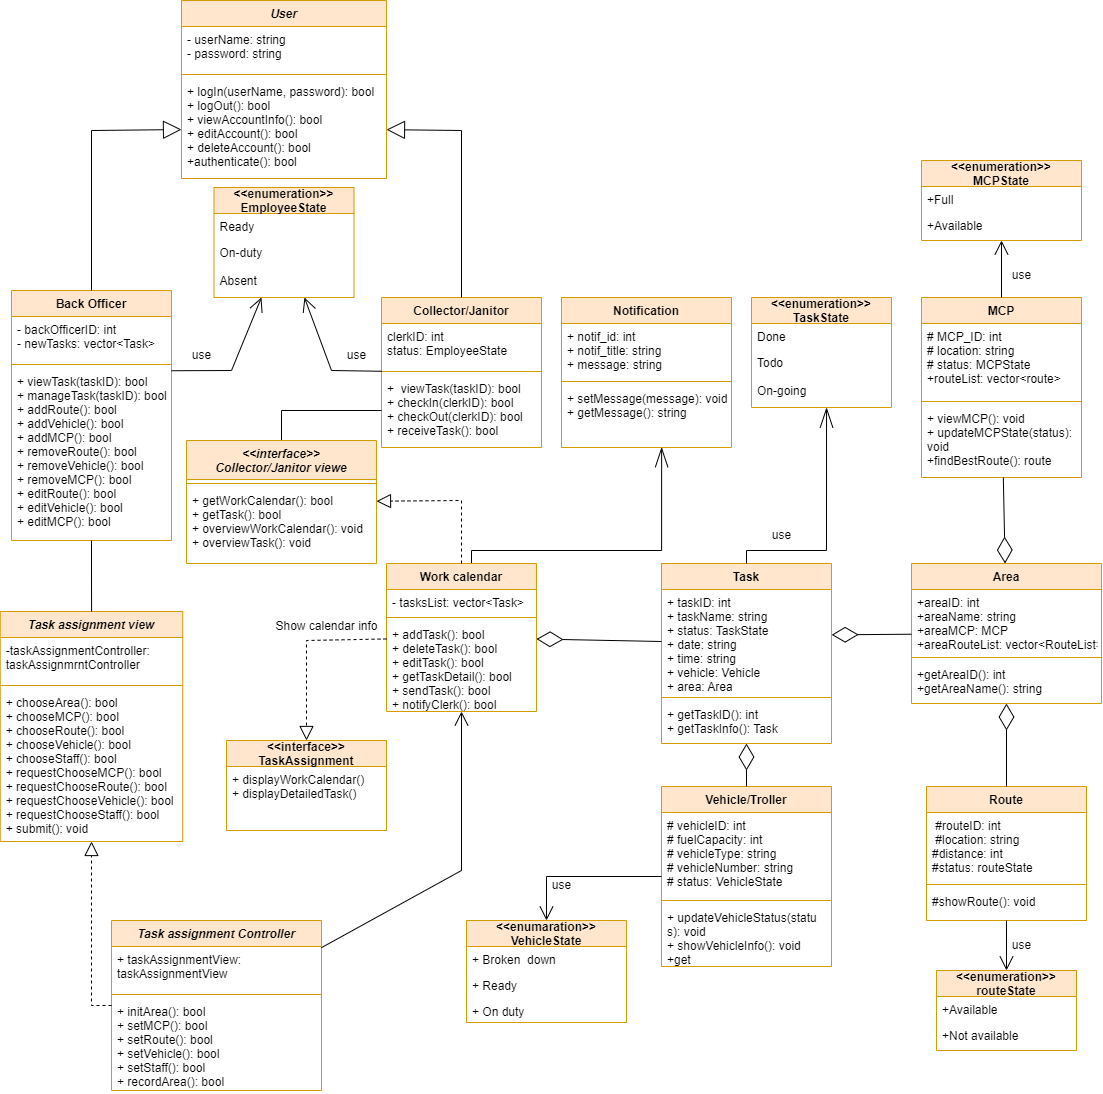 User
- userName: string
- password: string
+ logIn(userName, password): bool
+ logOut(): bool
+ viewAccountInfo(): bool
+ editAccount(): bool
+ deleteAccount(): bool
+authenticate(): bool
<<enumeration>>
EmployeeState
Ready
On-duty
Absent
<<enumeration>>
MCPState
+Full
+Available
use
Back Officer
- backOfficerID: int
- newTasks: vector<Task>
+ viewTask(taskID): bool
+ manageTask(taskID): bool
+ addRoute(): bool
+ addVehicle(): bool
+ addMCP(): bool
+ removeRoute(): bool
+ removeVehicle(): bool
+ removeMCP(): bool
+ editRoute(): bool
+ editVehicle(): bool
+ editMCP(): bool
use
use
Collector/Janitor
clerkID: int
status: EmployeeState
+  viewTask(taskID): bool
+ checkIn(clerkID): bool
+ checkOut(clerkID): bool
+ receiveTask(): bool
Notification
+ notif_id: int
+ notif_title: string
+ message: string
+ setMessage(message): void
+ getMessage(): string
<<enumeration>>
TaskState
Done
Todo
On-going
use
MCP
# MCP_ID: int
# location: string
# status: MCPState
+routeList: vector<route>
+ viewMCP(): void
+ updateMCPState(status):
void
+findBestRoute(): route
<<interface>>
Collector/Janitor viewe
+ getWorkCalendar(): bool
+ getTask(): bool
+ overviewWorkCalendar(): void
+ overviewTask(): void
Work calendar
- tasksList: vector<Task>
+ addTask(): bool
+ deleteTask(): bool
+ editTask(): bool
+ getTaskDetail(): bool
+ sendTask(): bool
+ notifyClerk(): bool
Show calendar info
Task
+ taskID: int
+ taskName: string
+ status: TaskState
+ date: string
+ time: string
+ vehicle: Vehicle
+ area: Area
+ getTaskID(): int
+ getTaskInfo(): Task
Area
+areaID: int
+areaName: string
+areaMCP: MCP
+areaRouteList: vector<RouteList>
+getAreaID(): int
+getAreaName(): string
Task assignment view
-taskAssignmentController:
taskAssignmrntController
+ chooseArea(): bool
+ chooseMCP(): bool
+ chooseRoute(): bool
+ chooseVehicle(): bool
+ chooseStaff(): bool
+ requestChooseMCP(): bool
+ requestChooseRoute(): bool
+ requestChooseVehicle(): bool
+ requestChooseStaff(): bool
+ submit(): void
<<interface>>
TaskAssignment
+ displayWorkCalendar()
+ displayDetailedTask()
Vehicle/Troller
# vehicleID: int
# fuelCapacity: int
# vehicleType: string
# vehicleNumber: string
# status: VehicleState
+ updateVehicleStatus(statu
s): void
+ showVehicleInfo(): void
+get
use
<<enumaration>>
VehicleState
+ Broken  down
+ Ready
+ On duty
Route
#routeID: int
#location: string
#distance: int
#status: routeState
#showRoute(): void
use
<<enumeration>>
routeState
+Available
+Not available
Task assignment Controller
+ taskAssignmentView:
taskAssignmentView
+ initArea(): bool
+ setMCP(): bool
+ setRoute(): bool
+ setVehicle(): bool
+ setStaff(): bool
+ recordArea(): bool